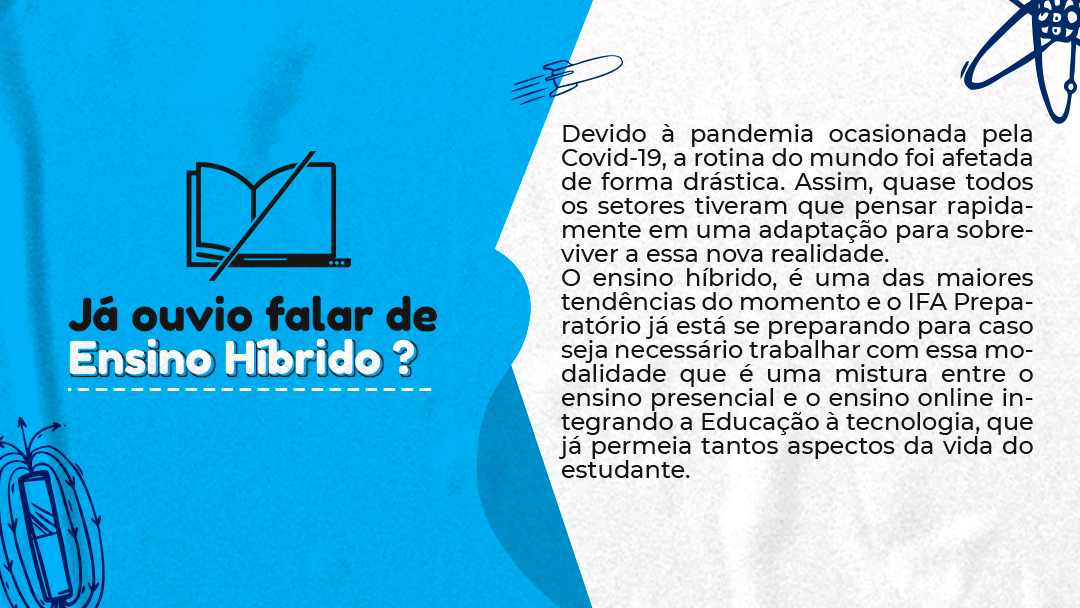 Já ouvio falar de
Ensino Híbrido ?
Devido à pandemia ocasionada pela
Covid-19, a rotina do mundo foi afetada
de forma drástica. Assim, quase todos
os setores tiveram que pensar rapida-
mente em uma adaptação para sobre-
viver a essa nova realidade.
O ensino híbrido, é uma das maiores
tendências do momento e o IFA Prepa-
ratório já está se preparando para caso
seja necessário trabalhar com essa mo-
dalidade que é uma mistura entre o
ensino presencial e o ensino online in-
tegrando a Educação à tecnologia, que
já permeia tantos aspectos da vida do
estudante.